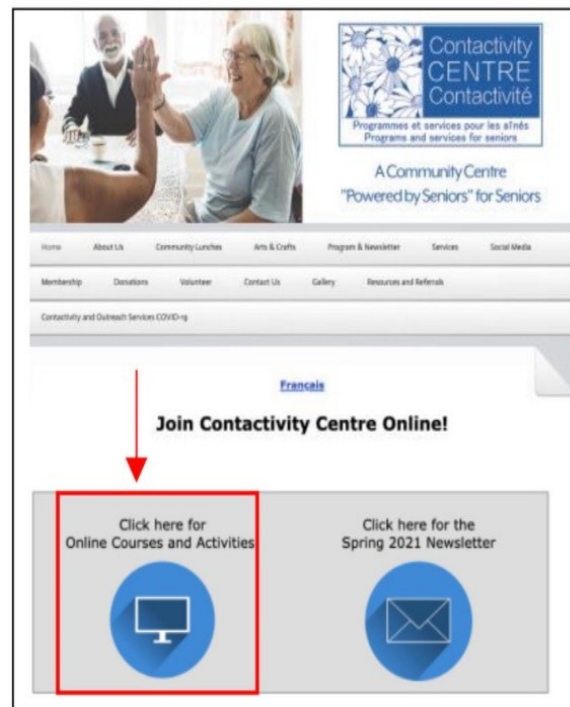 Contactivity
CENTRE
Contactivité
Programmes et services pour les aînés
Programs and services for seniors
A Community Centre
"Powered by Seniors" for Seniors
Home About Us Community Lunches Arts & Crafts Program & Newsletter Services Social Media
Membership Donations Volunteer Contact Us Gallery Resources and Referrals
Contactivity and Outreach Services COVID-19
Français
Join Contactivity Centre Online!
Click here for
Online Courses and Activities
Click here for the
Spring 2021 Newsletter